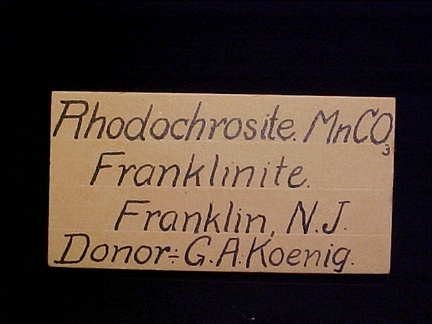 Rhodochrosite. MnCO₃
Franklinite.
Franklin, N.J.
Donor÷G.A.Koenig.